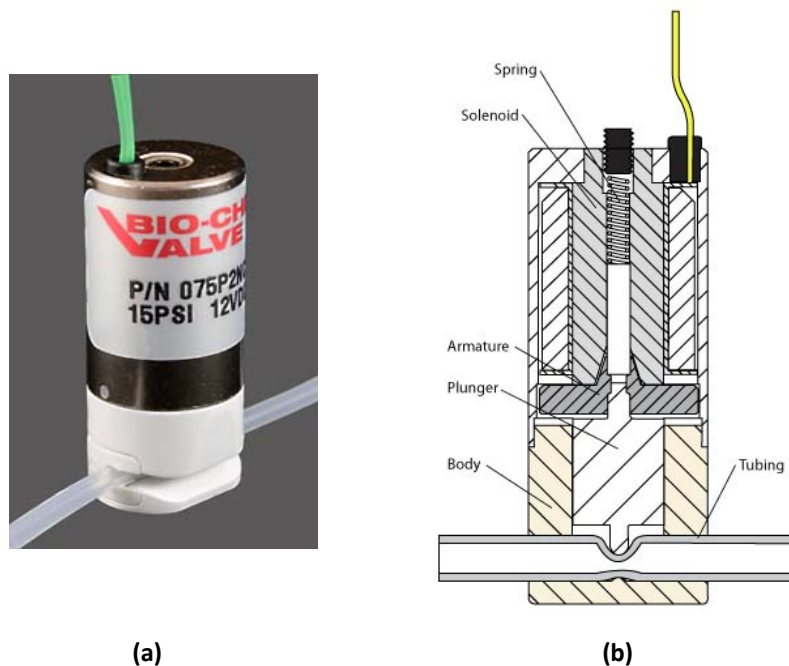 BIO-CH
VALVE
P/N 075P2N
15PSI 12VD
Spring
Solenoid
Armature
Plunger
Body
Tubing
(a)
(b)